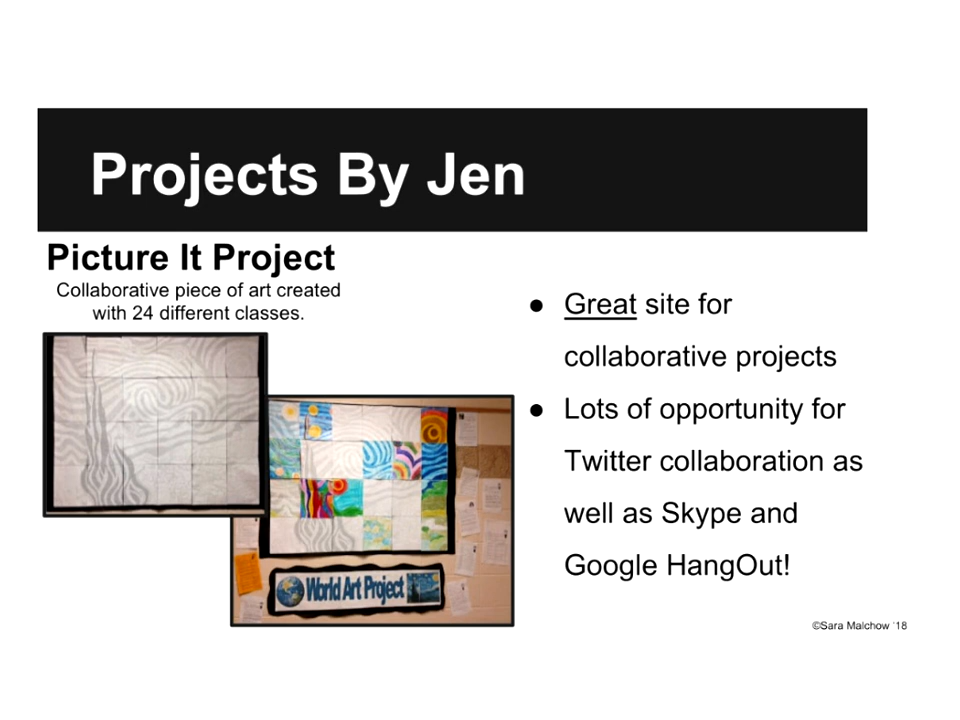 Projects By Jen
Picture It Project
Collaborative piece of art created
with 24 different classes.
World Art Project
● Great site for
collaborative projects
● Lots of opportunity for
Twitter collaboration as
well as Skype and
Google HangOut!
©Sara Malchow '18